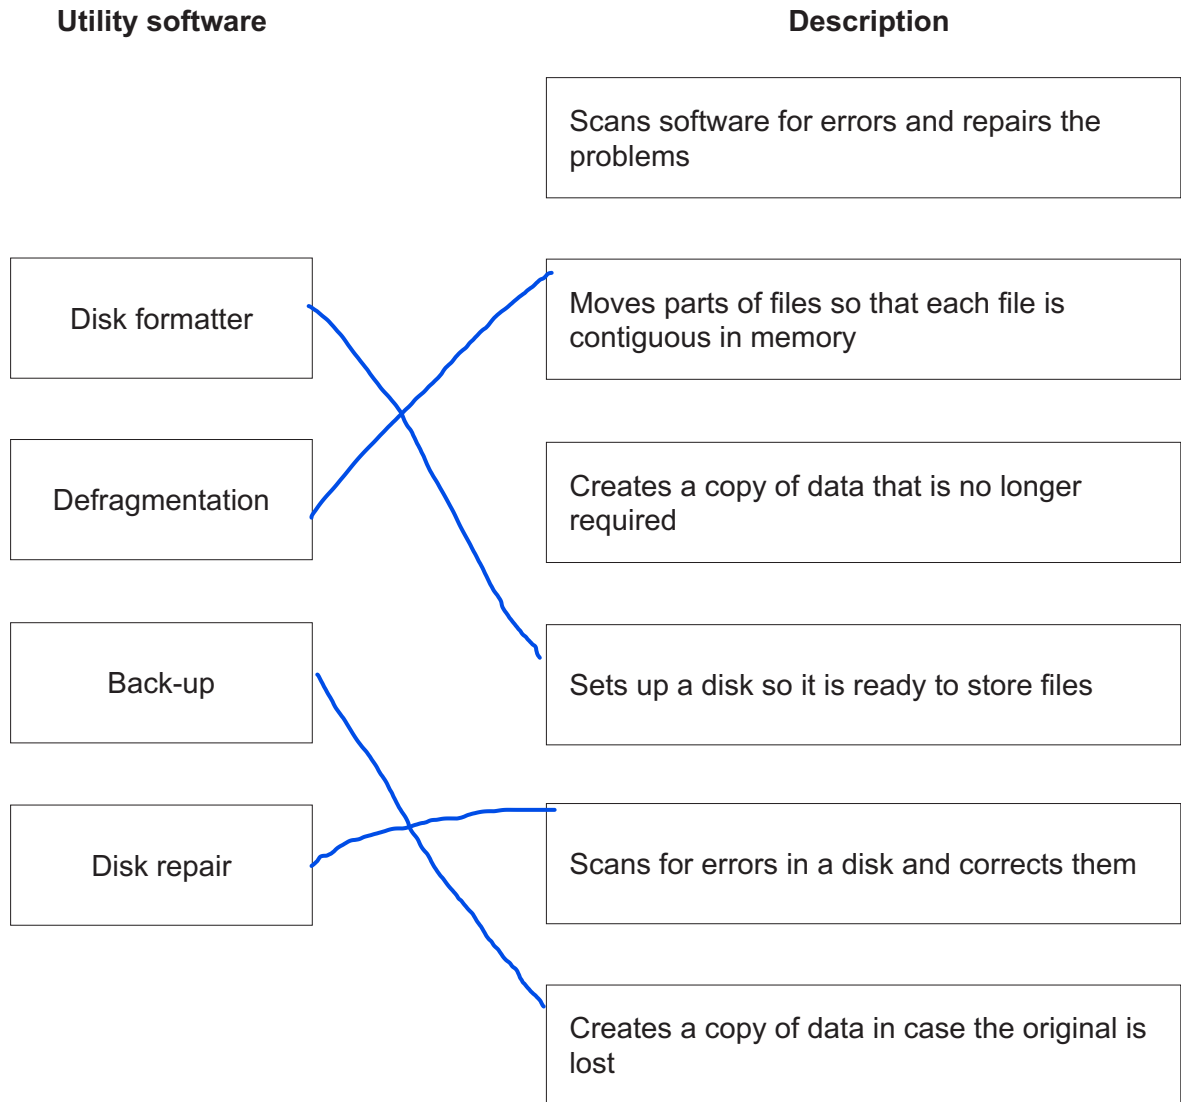 Utility software
Description
Scans software for errors and repairs the
problems
Disk formatter
Moves parts of files so that each file is
contiguous in memory
Defragmentation
Creates a copy of data that is no longer
required
Back-up
Sets up a disk so it is ready to store files
Disk repair
Scans for errors in a disk and corrects them
Creates a copy of data in case the original is
lost